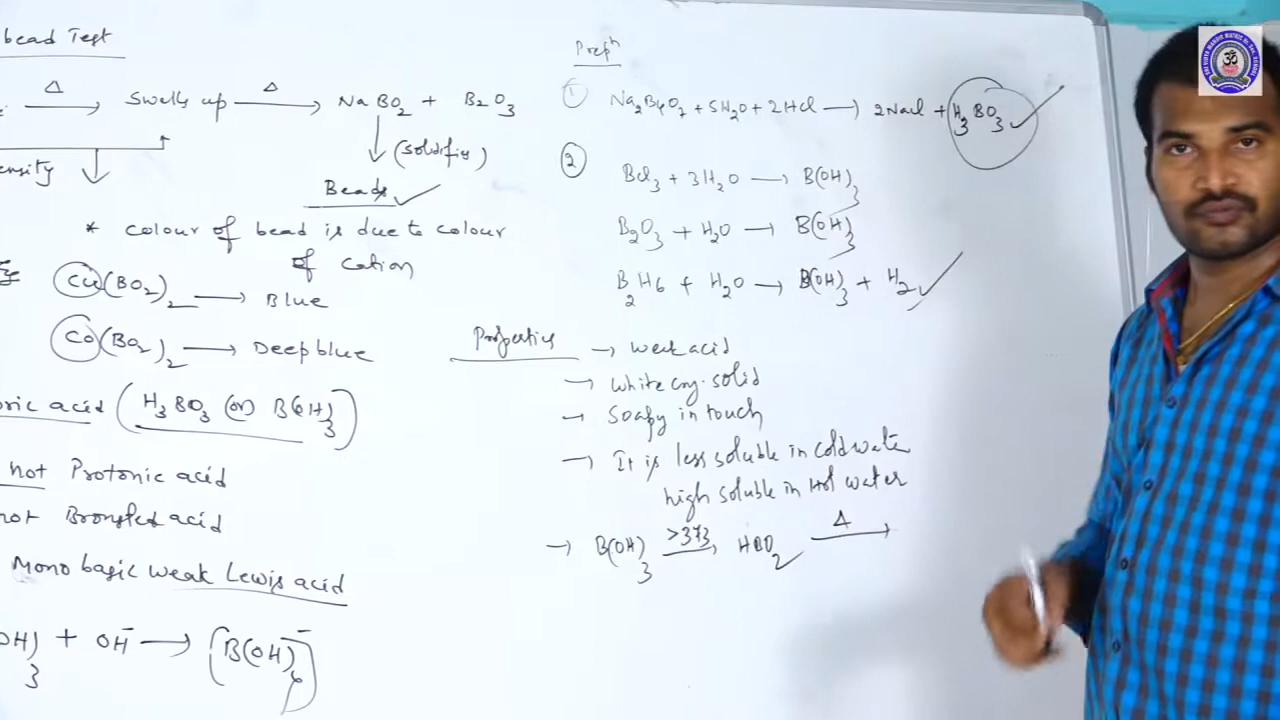 bead Test
Δ Swells up Δ NaBO2 + B2O3
(solidifies)
ensity
Beads
* colour of bead is due to colour
of cation
Cu(BO2)2 → Blue
Co(BO2)2 → Deep blue
oric acid (H3BO3 (or) B(OH)3)
not Protonic acid
not Bronsted acid
Mono basic weak Lewis acid
OH)3 + OH- → (B(OH)4)-
Prepn
① Na2B4O7 + 5H2O + 2HCl → 2NaCl + H3BO3
② BCl3 + 3H2O → B(OH)3
B2O3 + H2O → B(OH)3
B2H6 + H2O → B(OH)3 + H2
Properties → weak acid
→ White cry. solid
→ Soapy in touch
→ It is less soluble in cold water
high soluble in Hot water
→ B(OH)3 >373 HBO2 Δ →